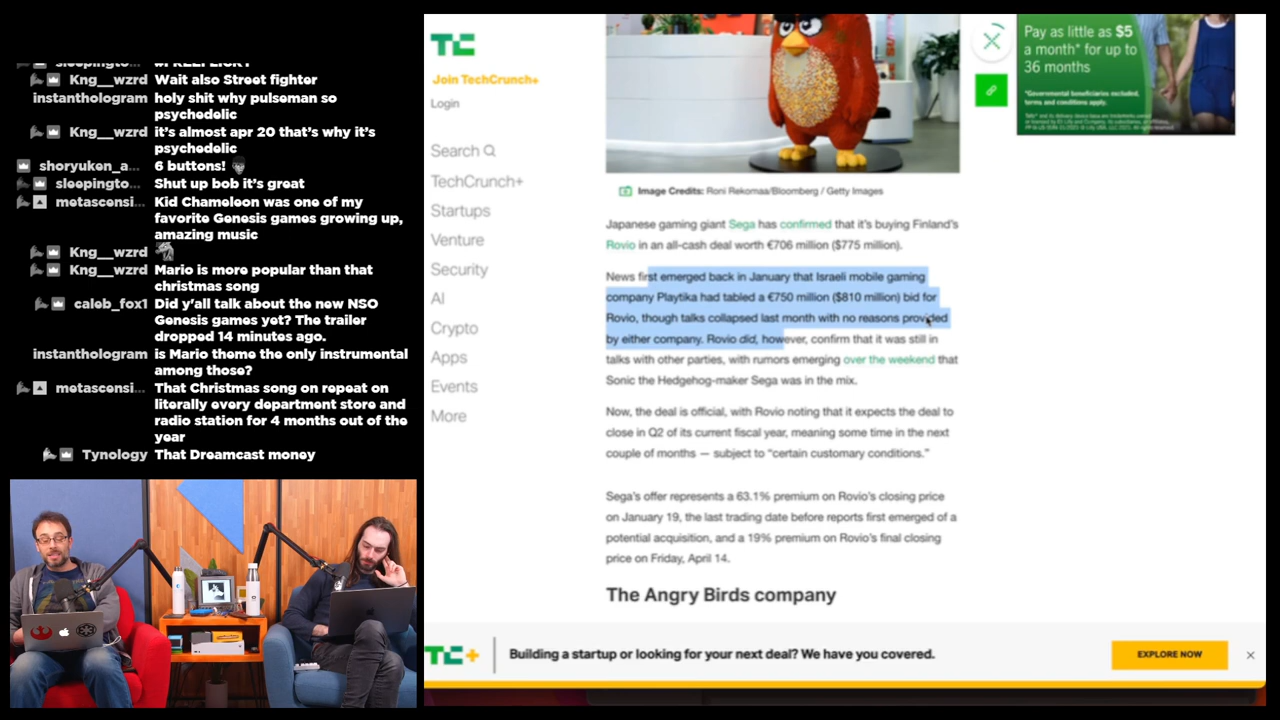 Kng__wzrd Wait also Street fighter
instanthologram holy shit why pulseman so
psychedelic
Kng__wzrd it's almost apr 20 that's why it's
psychedelic
shoryuken_a... 6 buttons!
sleepingto... Shut up bob it's great
metascensi... Kid Chameleon was one of my
favorite Genesis games growing up,
amazing music
Kng__wzrd
Kng__wzrd Mario is more popular than that
christmas song
caleb_fox1 Did y'all talk about the new NSO
Genesis games yet? The trailer
dropped 14 minutes ago.
instanthologram is Mario theme the only instrumental
among those?
metascensi... That Christmas song on repeat on
literally every department store and
radio station for 4 months out of the
year
Tynology That Dreamcast money
TC
Join TechCrunch+
Login
Search
TechCrunch+
Startups
Venture
Security
AI
Crypto
Apps
Events
More
Image Credits: Roni Rekomaa/Bloomberg / Getty Images
Japanese gaming giant Sega has confirmed that it's buying Finland's
Rovio in an all-cash deal worth €706 million ($775 million).
News first emerged back in January that Israeli mobile gaming
company Playtika had tabled a €750 million ($810 million) bid for
Rovio, though talks collapsed last month with no reasons provided
by either company. Rovio did, however, confirm that it was still in
talks with other parties, with rumors emerging over the weekend that
Sonic the Hedgehog-maker Sega was in the mix.
Now, the deal is official, with Rovio noting that it expects the deal to
close in Q2 of its current fiscal year, meaning some time in the next
couple of months — subject to "certain customary conditions."
Sega's offer represents a 63.1% premium on Rovio's closing price
on January 19, the last trading date before reports first emerged of a
potential acquisition, and a 19% premium on Rovio's final closing
price on Friday, April 14.
The Angry Birds company
Pay as little as $5
a month* for up to
36 months
*Governmental beneficiaries excluded,
terms and conditions apply.
TC+
Building a startup or looking for your next deal? We have you covered.
EXPLORE NOW